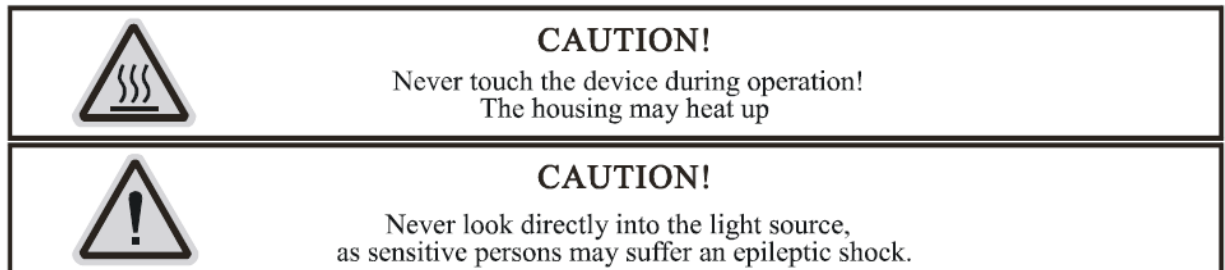 CAUTION!
Never touch the device during operation!
The housing may heat up
CAUTION!
Never look directly into the light source,
as sensitive persons may suffer an epileptic shock.